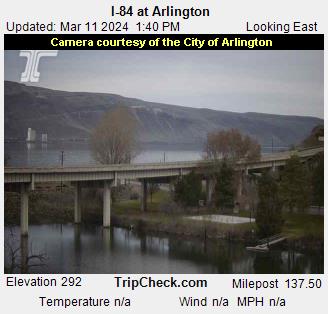 I-84 at Arlington
Updated: Mar 11 2024 1:40 PM Looking East
Camera courtesy of the City of Arlington
Elevation 292 TripCheck.com Milepost 137.50
Temperature n/a Wind n/a MPH n/a